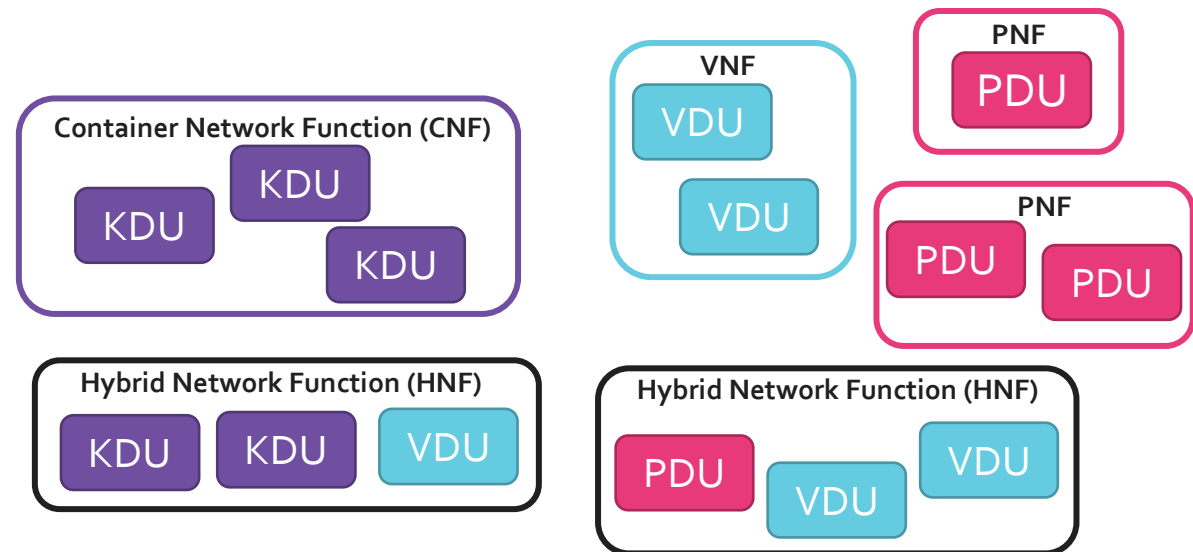 Container Network Function (CNF)
KDU
KDU
KDU
VNF
VDU
VDU
PNF
PDU
PNF
PDU
PDU
Hybrid Network Function (HNF)
KDU
KDU
VDU
Hybrid Network Function (HNF)
PDU
VDU
VDU